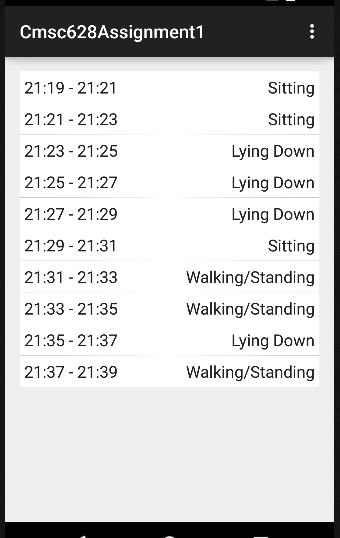 Cmsc628Assignment1
21:19 - 21:21 Sitting
21:21 - 21:23 Sitting
21:23 - 21:25 Lying Down
21:25 - 21:27 Lying Down
21:27 - 21:29 Lying Down
21:29 - 21:31 Sitting
21:31 - 21:33 Walking/Standing
21:33 - 21:35 Walking/Standing
21:35 - 21:37 Lying Down
21:37 - 21:39 Walking/Standing